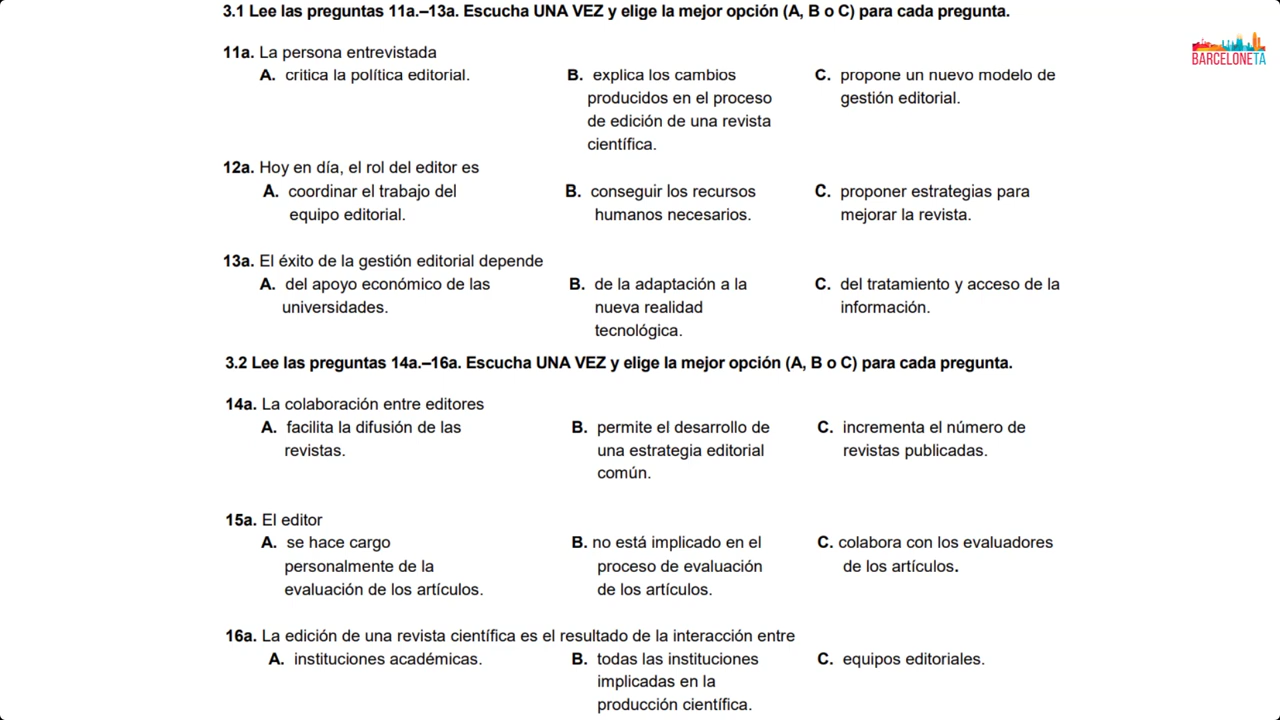 3.1 Lee las preguntas 11a.–13a. Escucha UNA VEZ y elige la mejor opción (A, B o C) para cada pregunta.
BARCELONETA
11a. La persona entrevistada
A. critica la política editorial.
B. explica los cambios
producidos en el proceso
de edición de una revista
científica.
C. propone un nuevo modelo de
gestión editorial.
12a. Hoy en día, el rol del editor es
A. coordinar el trabajo del
equipo editorial.
B. conseguir los recursos
humanos necesarios.
C. proponer estrategias para
mejorar la revista.
13a. El éxito de la gestión editorial depende
A. del apoyo económico de las
universidades.
B. de la adaptación a la
nueva realidad
tecnológica.
C. del tratamiento y acceso de la
información.
3.2 Lee las preguntas 14a.–16a. Escucha UNA VEZ y elige la mejor opción (A, B o C) para cada pregunta.
14a. La colaboración entre editores
A. facilita la difusión de las
revistas.
B. permite el desarrollo de
una estrategia editorial
común.
C. incrementa el número de
revistas publicadas.
15a. El editor
A. se hace cargo
personalmente de la
evaluación de los artículos.
B. no está implicado en el
proceso de evaluación
de los artículos.
C. colabora con los evaluadores
de los artículos.
16a. La edición de una revista científica es el resultado de la interacción entre
A. instituciones académicas.
B. todas las instituciones
implicadas en la
producción científica.
C. equipos editoriales.